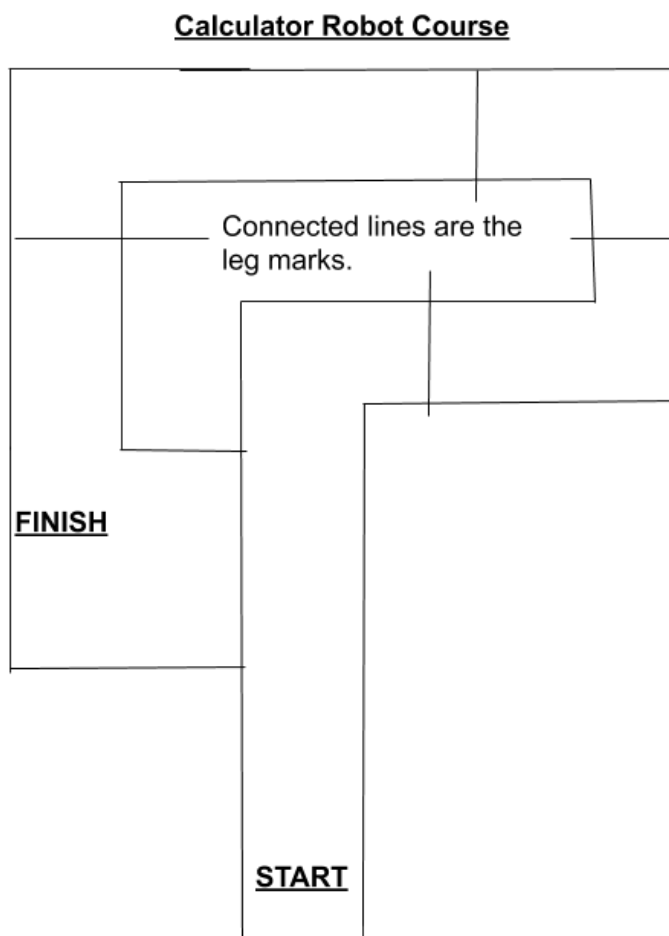 Calculator Robot Course
Connected lines are the
leg marks.
FINISH
START